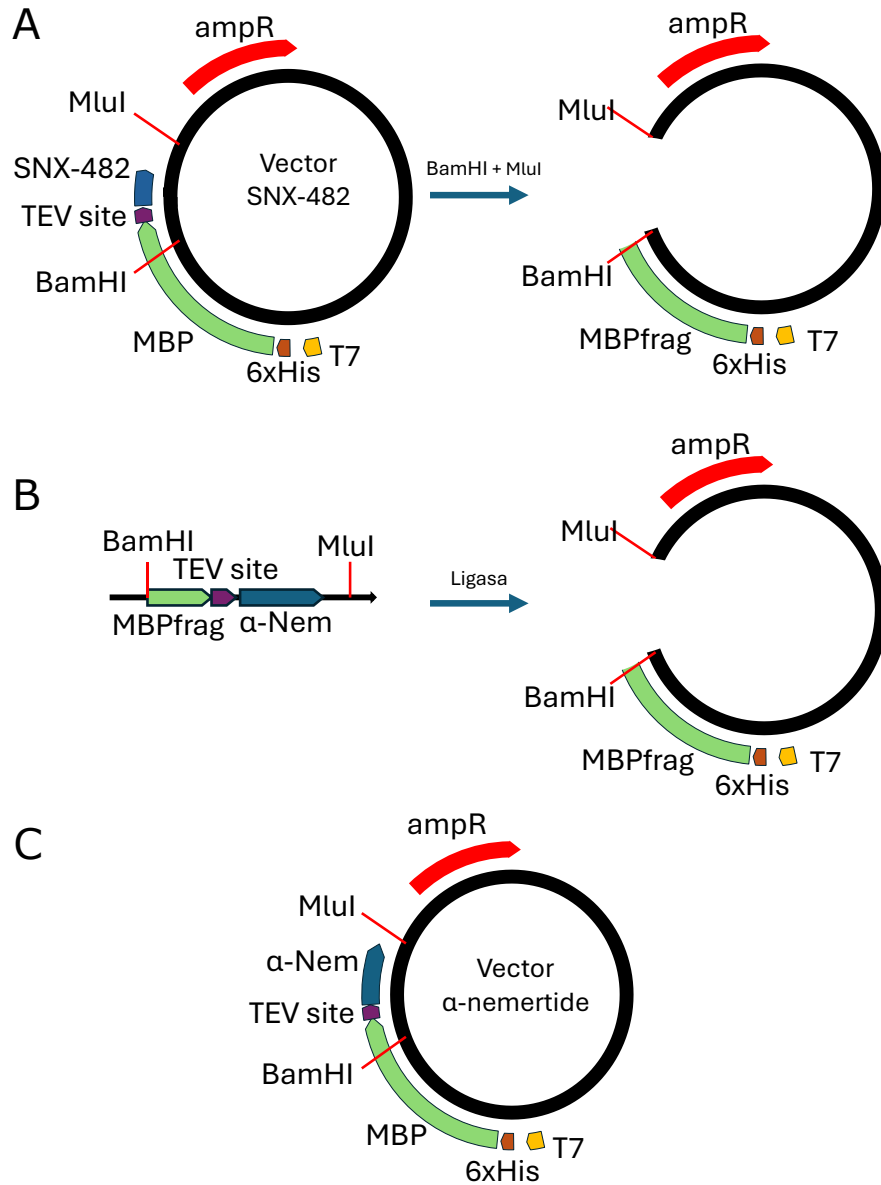 A
ampR
MluI
SNX-482
TEV site
BamHI
MBP
6xHis
T7
Vector
SNX-482
BamHI + MluI
ampR
MluI
BamHI
MBPfrag
6xHis
T7
B
BamHI
TEV site
MluI
MBPfrag
α-Nem
Ligasa
ampR
MluI
BamHI
MBPfrag
6xHis
T7
C
ampR
MluI
α-Nem
TEV site
BamHI
MBP
6xHis
T7
Vector
α-nemertide